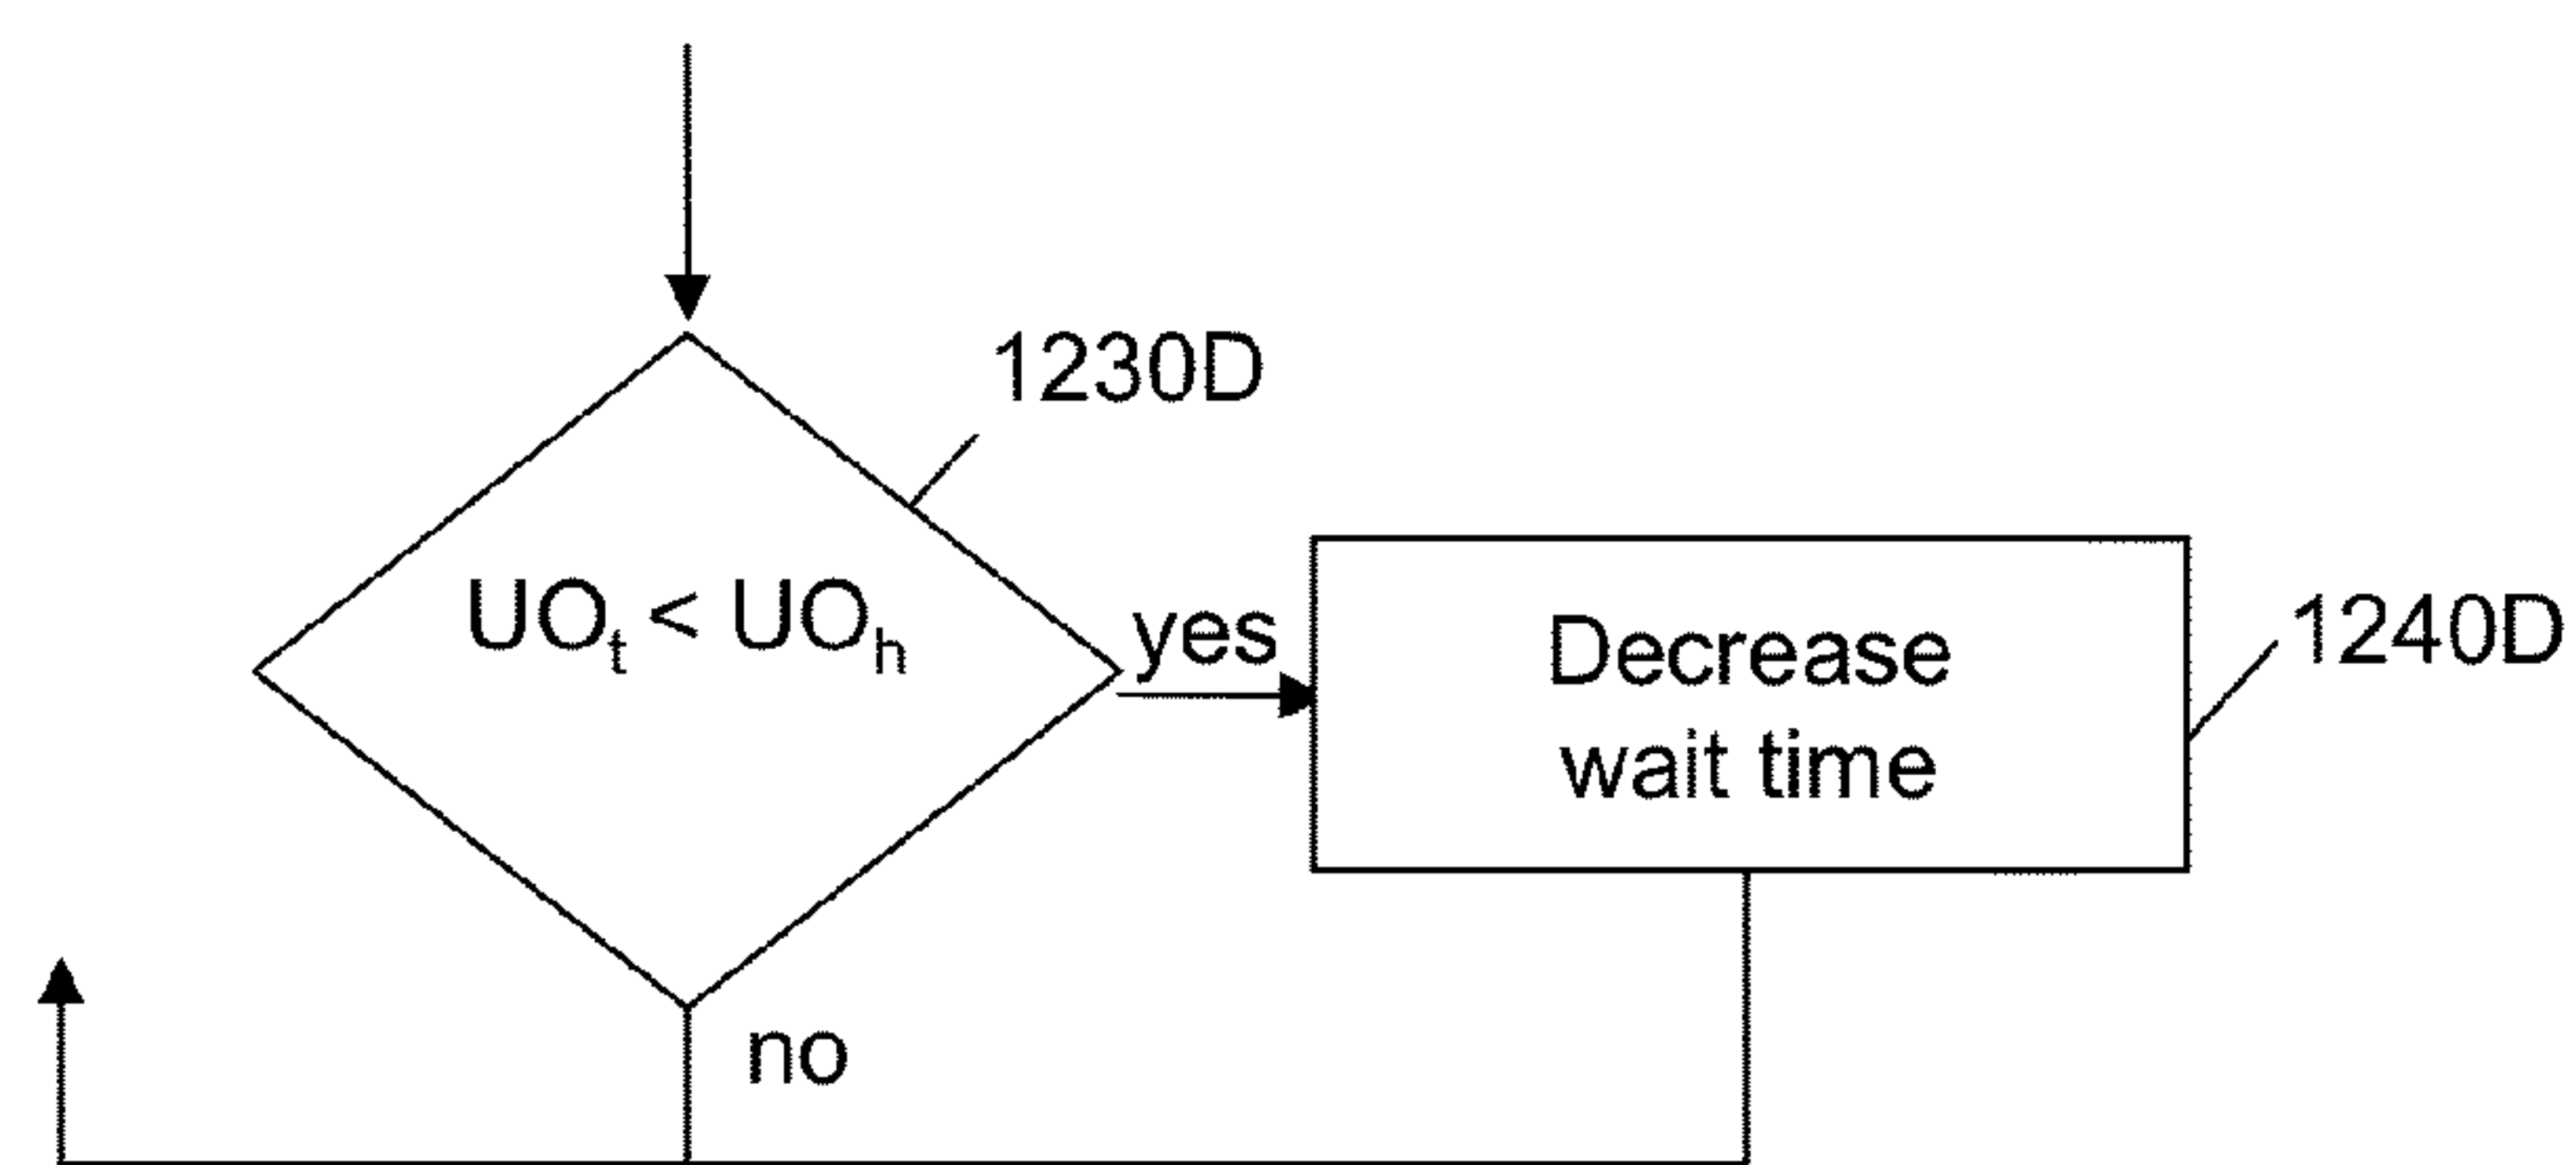 1230D
UOt < UOh
yes
Decrease
wait time
1240D
no